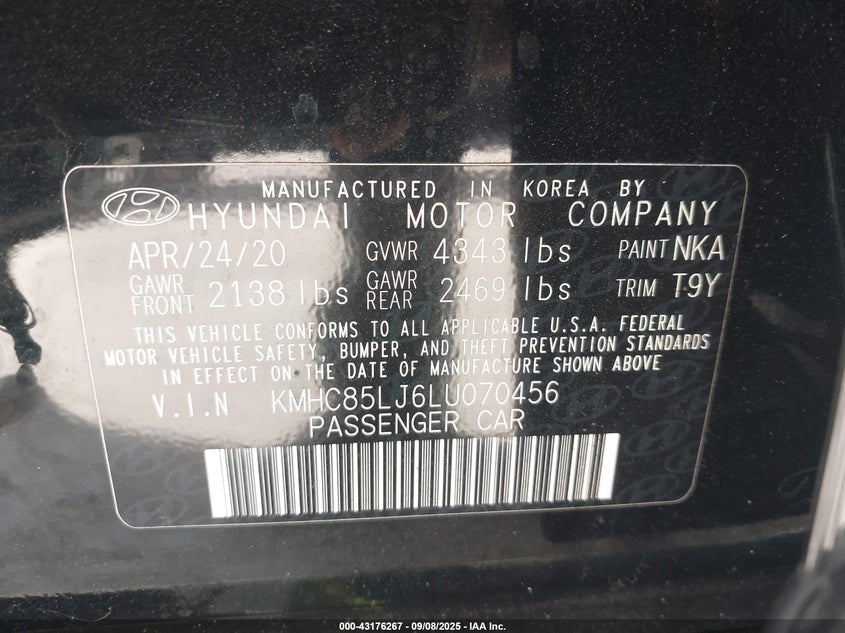 MANUFACTURED IN KOREA BY
HYUNDAI MOTOR COMPANY
APR/24/20 GVWR 4343 lbs PAINT NKA
GAWR FRONT 2138 lbs GAWR REAR 2469 lbs TRIM T9Y
THIS VEHICLE CONFORMS TO ALL APPLICABLE U.S.A. FEDERAL
MOTOR VEHICLE SAFETY, BUMPER, AND THEFT PREVENTION STANDARDS
IN EFFECT ON THE DATE OF MANUFACTURE SHOWN ABOVE
V.I.N KMHC85LJ6LU070456
PASSENGER CAR
000-43176267 - 09/08/2025 - IAA Inc.